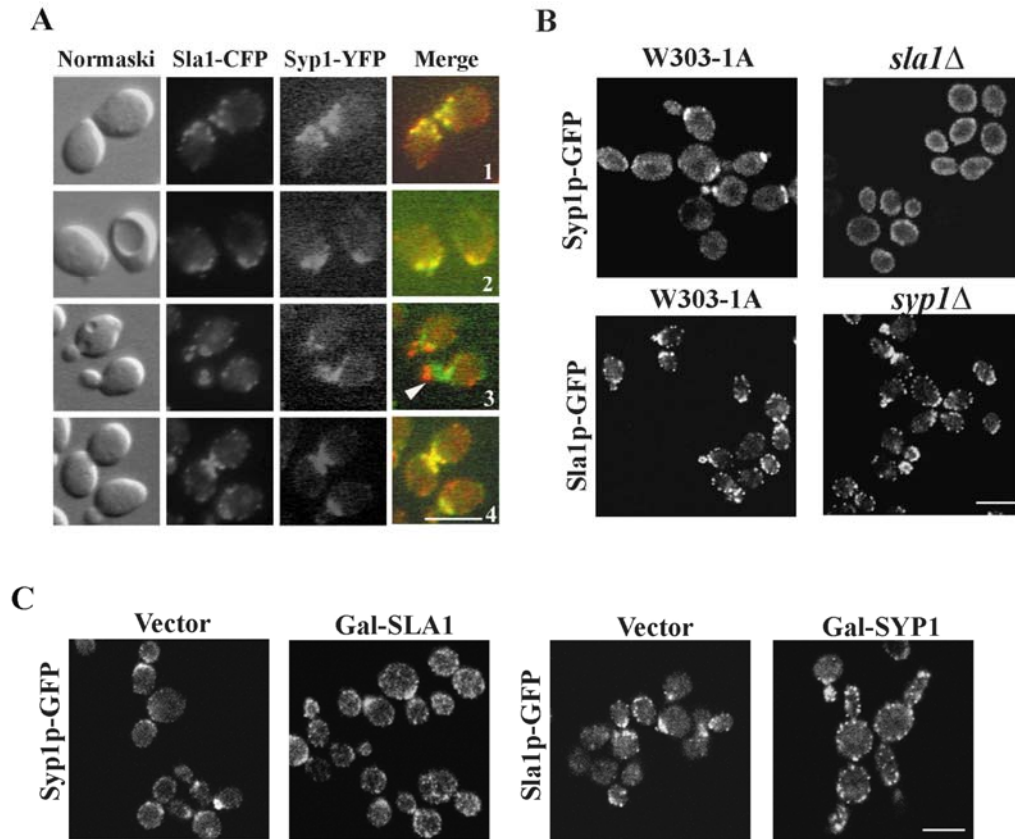 A
Normaski Sla1-CFP Syp1-YFP Merge
1
2
3
4
B
W303-1A sla1Δ
Syp1p-GFP
W303-1A syp1Δ
Sla1p-GFP
C
Vector Gal-SLA1 Vector Gal-SYP1
Syp1p-GFP
Sla1p-GFP